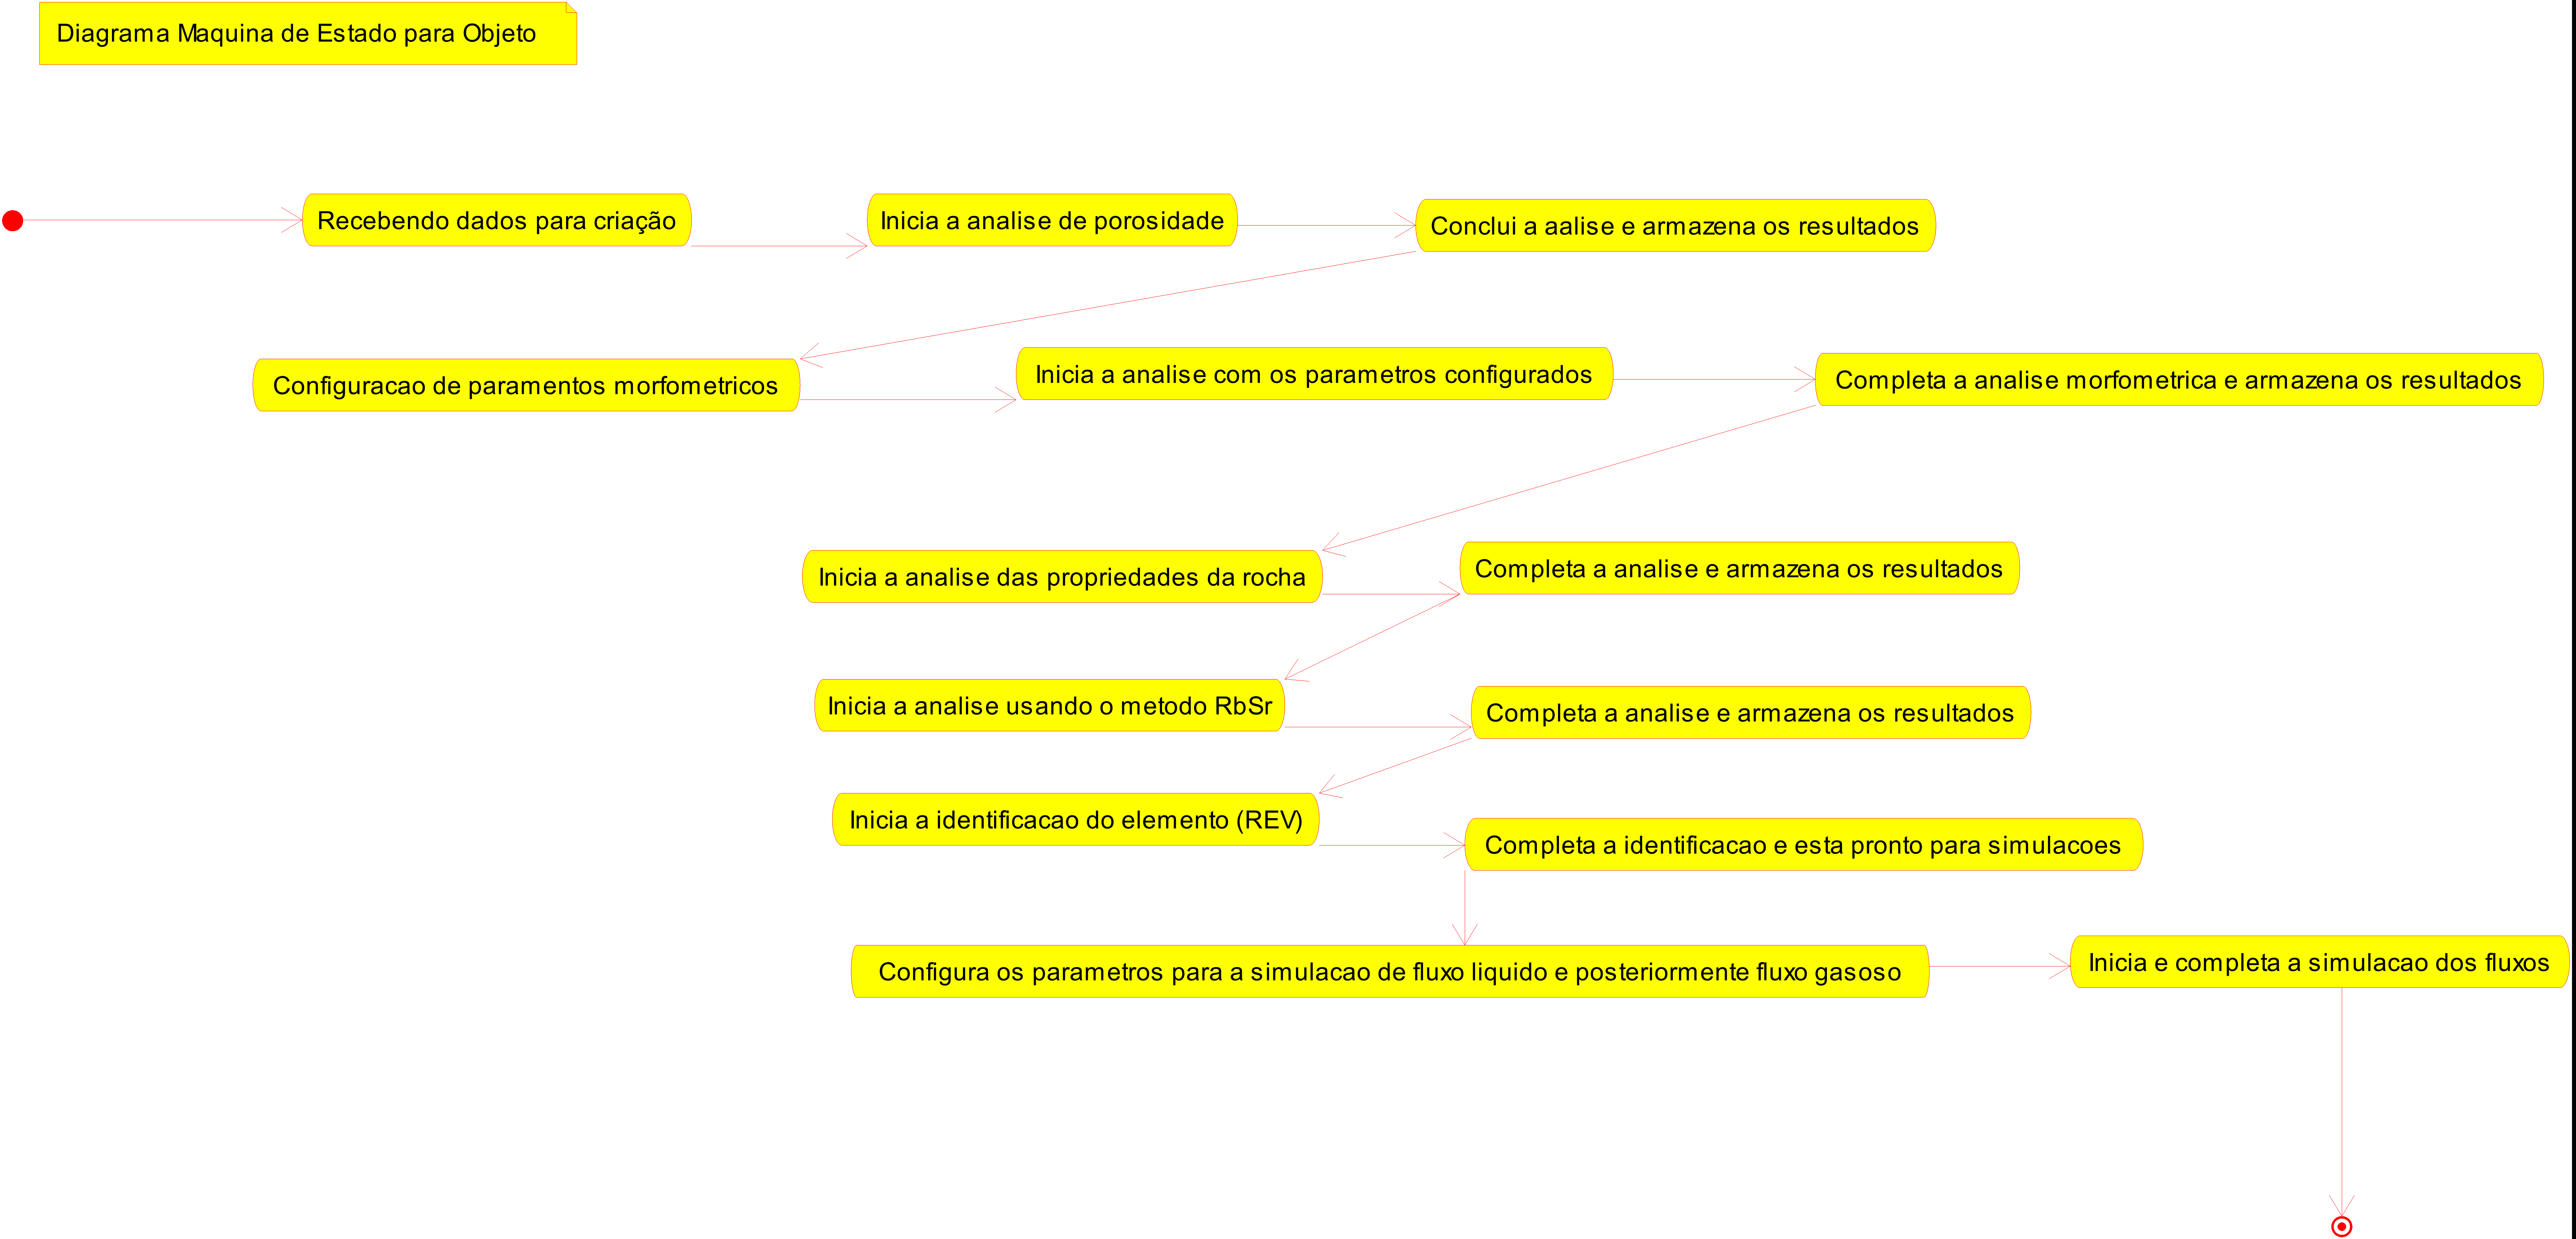 Diagrama Maquina de Estado para Objeto
Recebendo dados para criação
Inicia a analise de porosidade
Conclui a aalise e armazena os resultados
Configuracao de paramentos morfometricos
Inicia a analise com os parametros configurados
Completa a analise morfometrica e armazena os resultados
Inicia a analise das propriedades da rocha
Completa a analise e armazena os resultados
Inicia a analise usando o metodo RbSr
Completa a analise e armazena os resultados
Inicia a identificacao do elemento (REV)
Completa a identificacao e esta pronto para simulacoes
Configura os parametros para a simulacao de fluxo liquido e posteriormente fluxo gasoso
Inicia e completa a simulacao dos fluxos